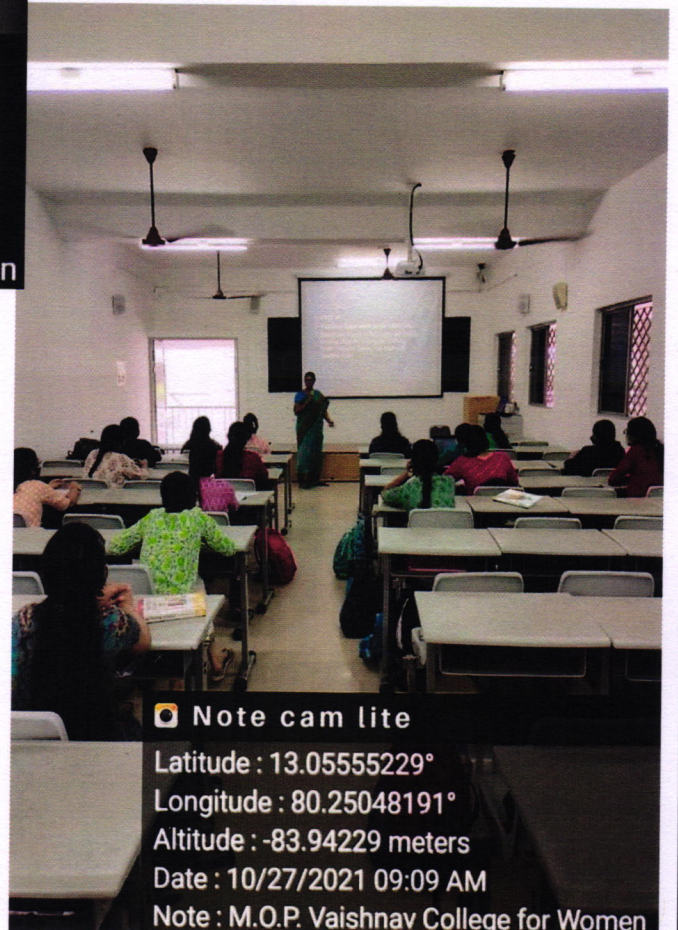 n
Note cam lite
Latitude : 13.05555229°
Longitude : 80.25048191°
Altitude : -83.94229 meters
Date : 10/27/2021 09:09 AM
Note : M.O.P. Vaishnav College for Women